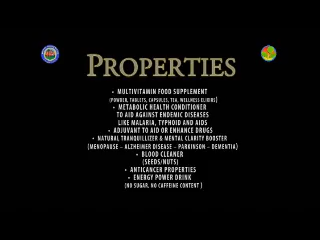 PROPERTIES
• MULTIVITAMIN FOOD SUPPLEMENT
(POWDER, TABLETS, CAPSULES, TEA, WELLNESS ELIXIRS)
• METABOLIC HEALTH CONDITIONER
TO AID AGAINST ENDEMIC DISEASES
LIKE MALARIA, TYPHOID AND AIDS
• ADJUVANT TO AID OR ENHANCE DRUGS
• NATURAL TRANQUILLIZER & MENTAL CLARITY BOOSTER
(MENOPAUSE – ALZHEIMER DISEASE – PARKINSON – DEMENTIA)
• BLOOD CLEANER
(SEEDS/NUTS)
• ANTICANCER PROPERTIES
• ENERGY POWER DRINK
(NO SUGAR, NO CAFFEINE CONTENT )